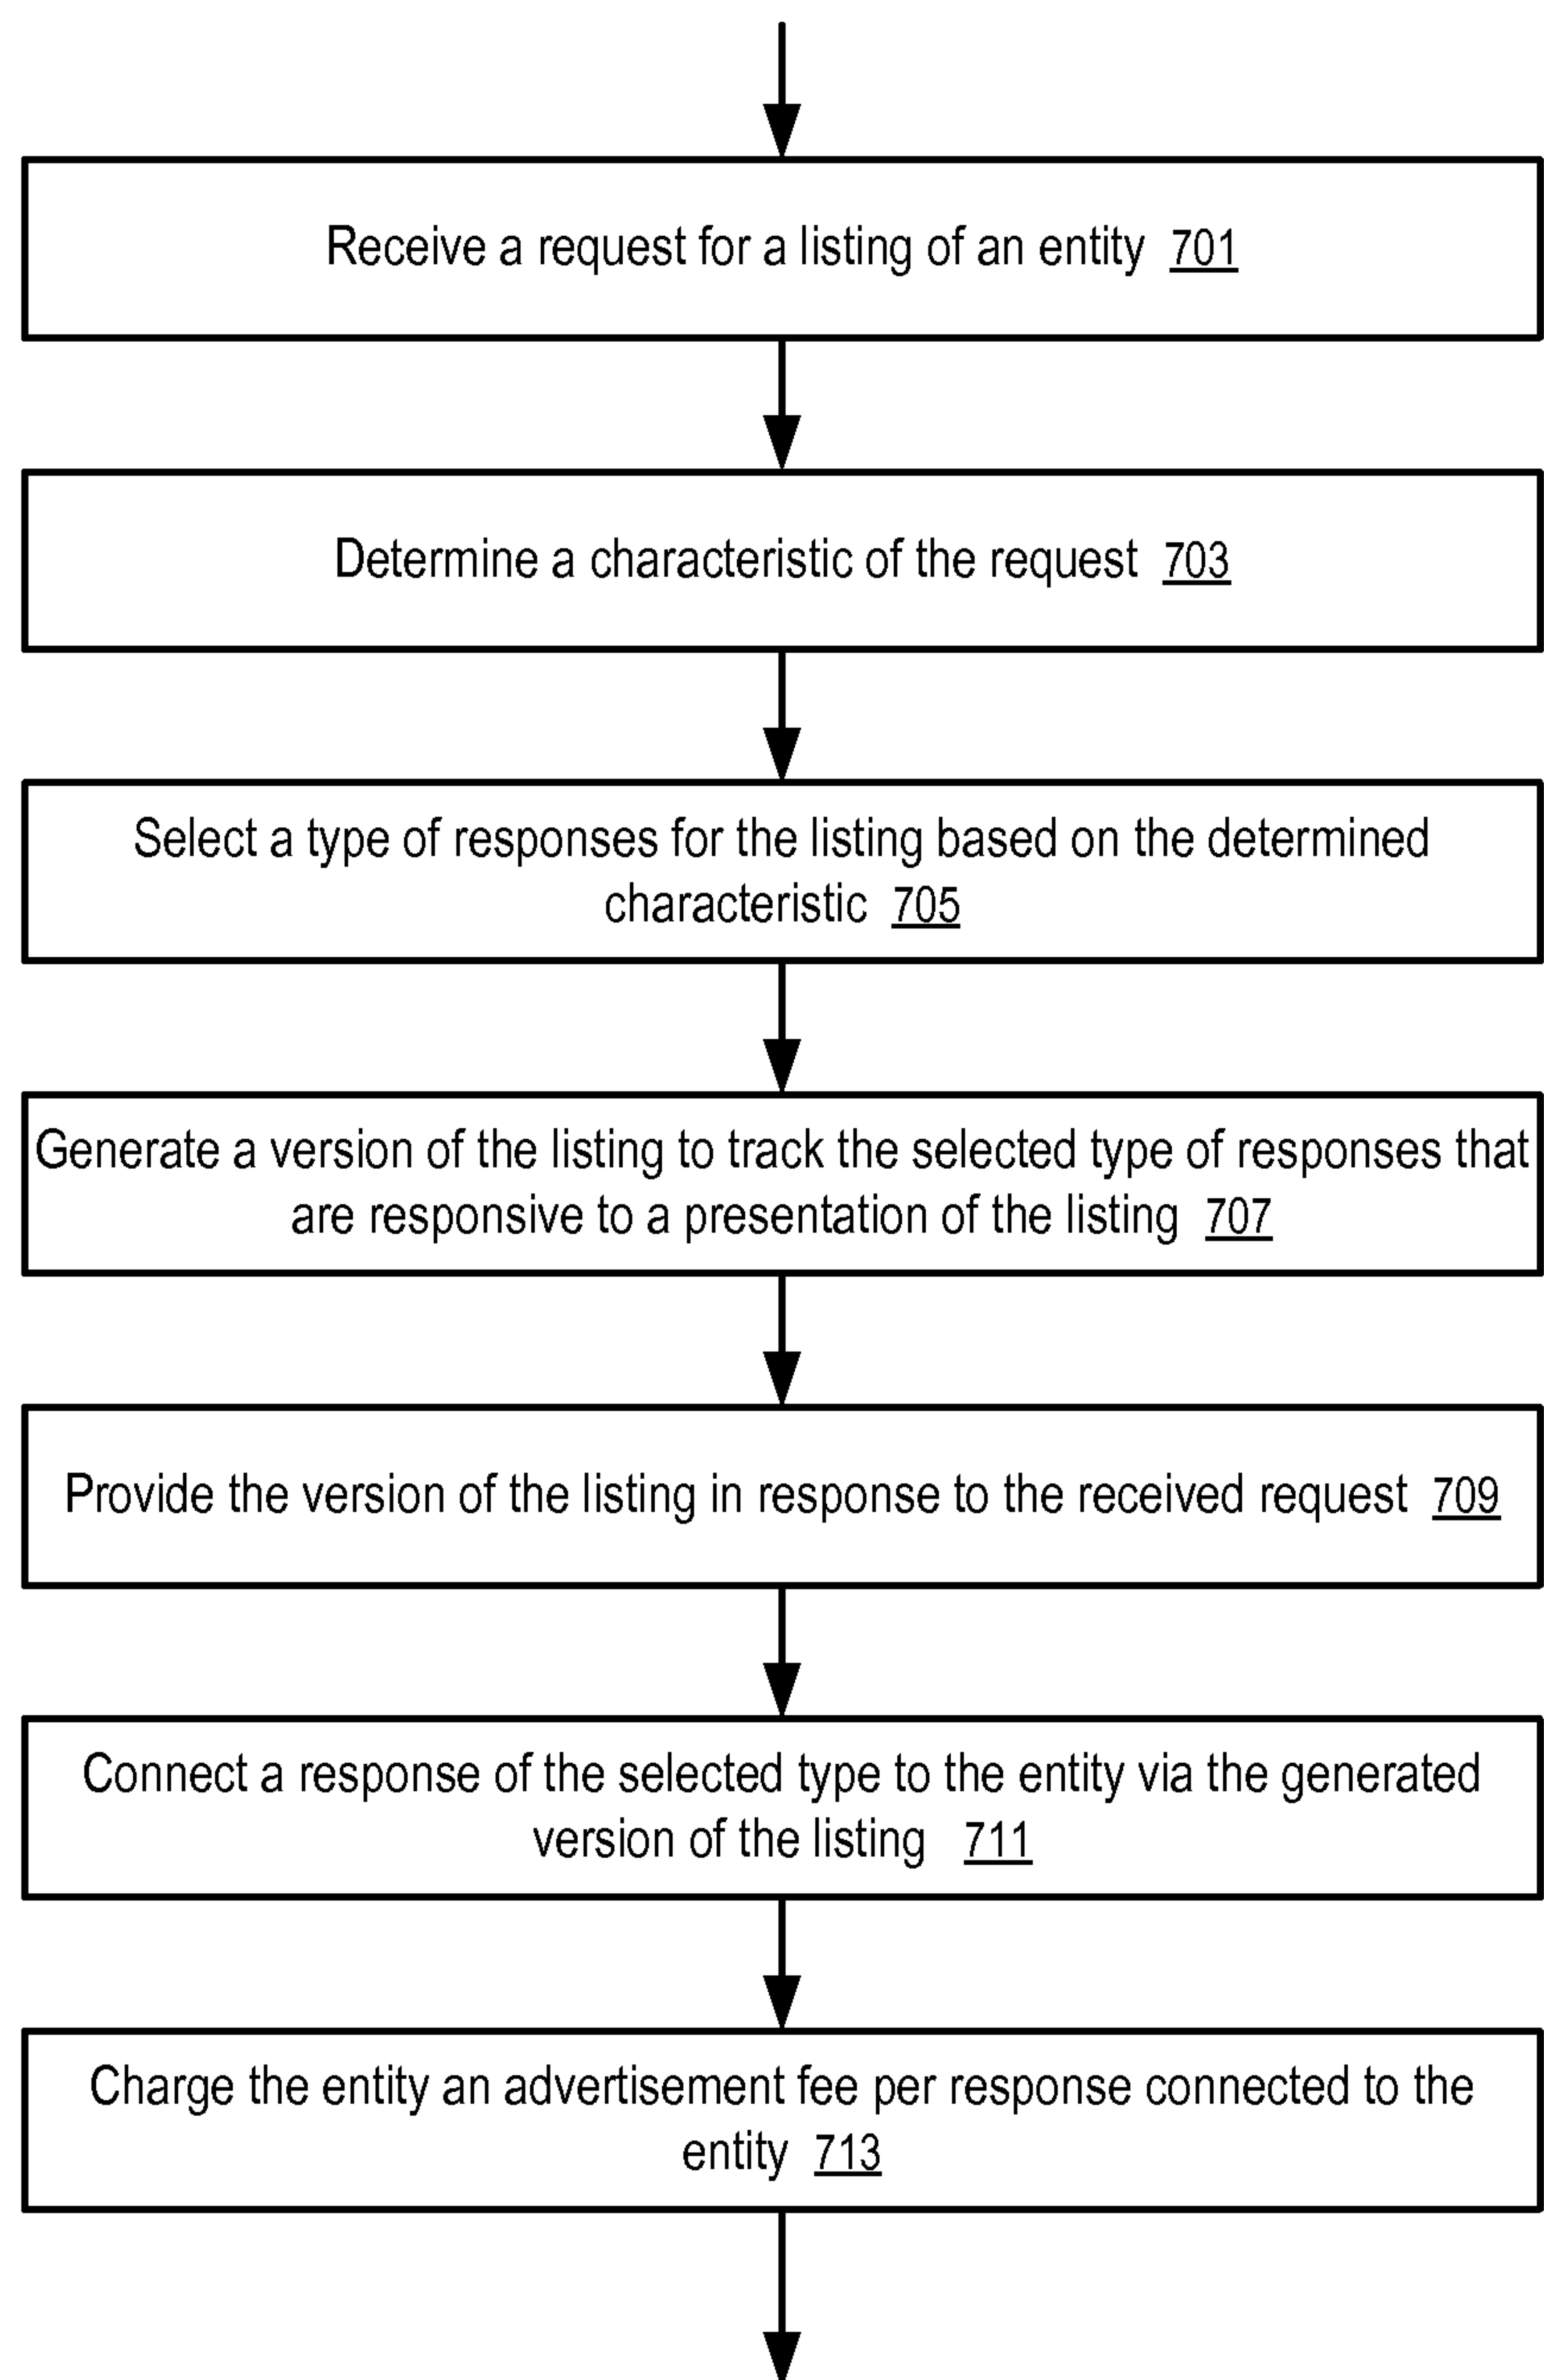 Receive a request for a listing of an entity 701
Determine a characteristic of the request 703
Select a type of responses for the listing based on the determined
characteristic 705
Generate a version of the listing to track the selected type of responses that
are responsive to a presentation of the listing 707
Provide the version of the listing in response to the received request 709
Connect a response of the selected type to the entity via the generated
version of the listing 711
Charge the entity an advertisement fee per response connected to the
entity 713